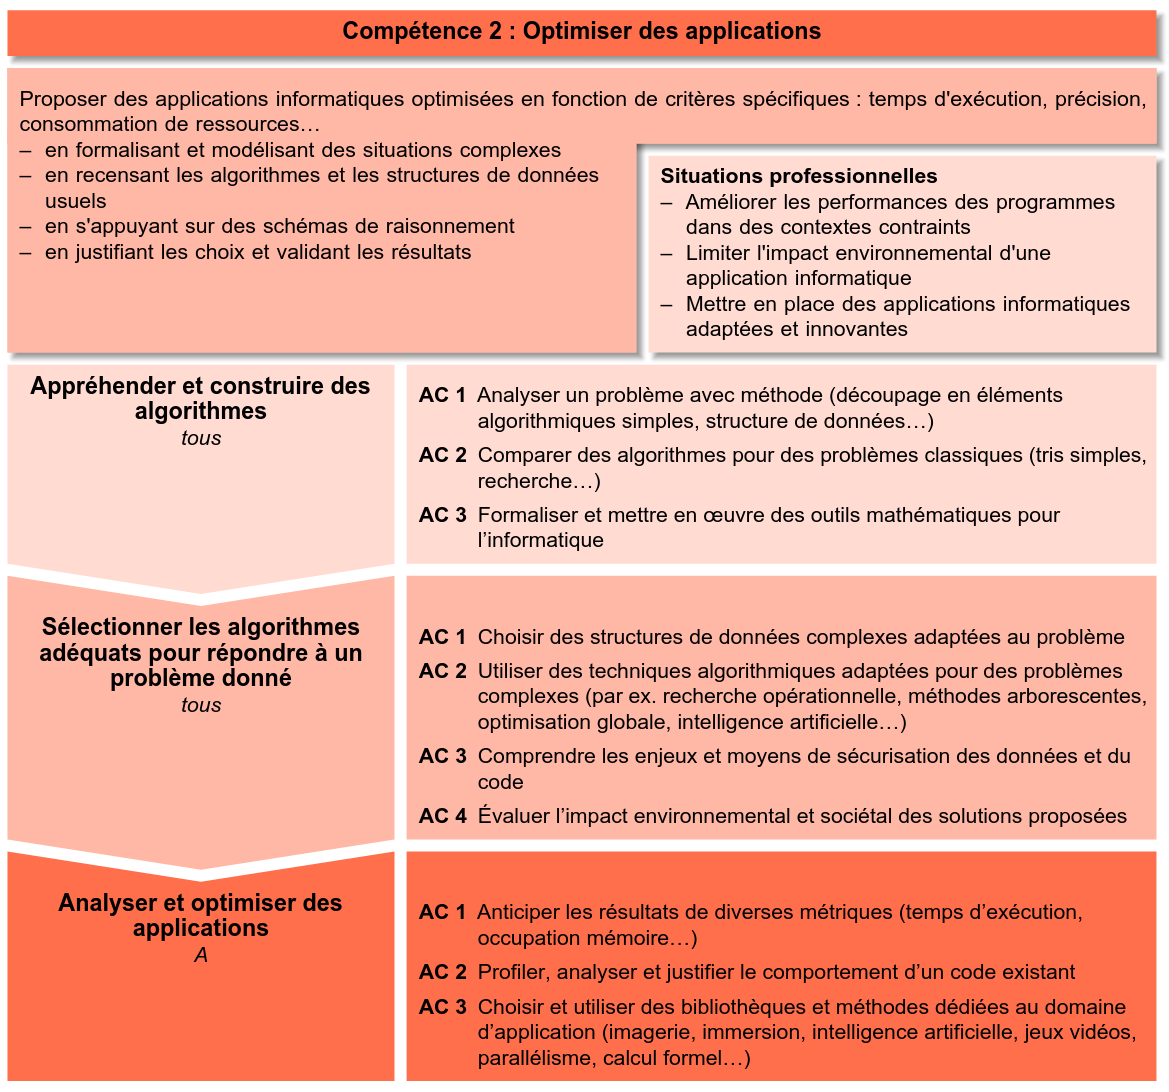 Compétence 2 : Optimiser des applications
Proposer des applications informatiques optimisées en fonction de critères spécifiques : temps d'exécution, précision,
consommation de ressources…
– en formalisant et modélisant des situations complexes
– en recensant les algorithmes et les structures de données
usuels
– en s'appuyant sur des schémas de raisonnement
– en justifiant les choix et validant les résultats
Situations professionnelles
– Améliorer les performances des programmes
dans des contextes contraints
– Limiter l'impact environnemental d'une
application informatique
– Mettre en place des applications informatiques
adaptées et innovantes
Appréhender et construire des
algorithmes
tous
AC 1 Analyser un problème avec méthode (découpage en éléments
algorithmiques simples, structure de données…)
AC 2 Comparer des algorithmes pour des problèmes classiques (tris simples,
recherche…)
AC 3 Formaliser et mettre en œuvre des outils mathématiques pour
l’informatique
Sélectionner les algorithmes
adéquats pour répondre à un
problème donné
tous
AC 1 Choisir des structures de données complexes adaptées au problème
AC 2 Utiliser des techniques algorithmiques adaptées pour des problèmes
complexes (par ex. recherche opérationnelle, méthodes arborescentes,
optimisation globale, intelligence artificielle…)
AC 3 Comprendre les enjeux et moyens de sécurisation des données et du
code
AC 4 Évaluer l’impact environnemental et sociétal des solutions proposées
Analyser et optimiser des
applications
A
AC 1 Anticiper les résultats de diverses métriques (temps d’exécution,
occupation mémoire…)
AC 2 Profiler, analyser et justifier le comportement d’un code existant
AC 3 Choisir et utiliser des bibliothèques et méthodes dédiées au domaine
d’application (imagerie, immersion, intelligence artificielle, jeux vidéos,
parallélisme, calcul formel…)